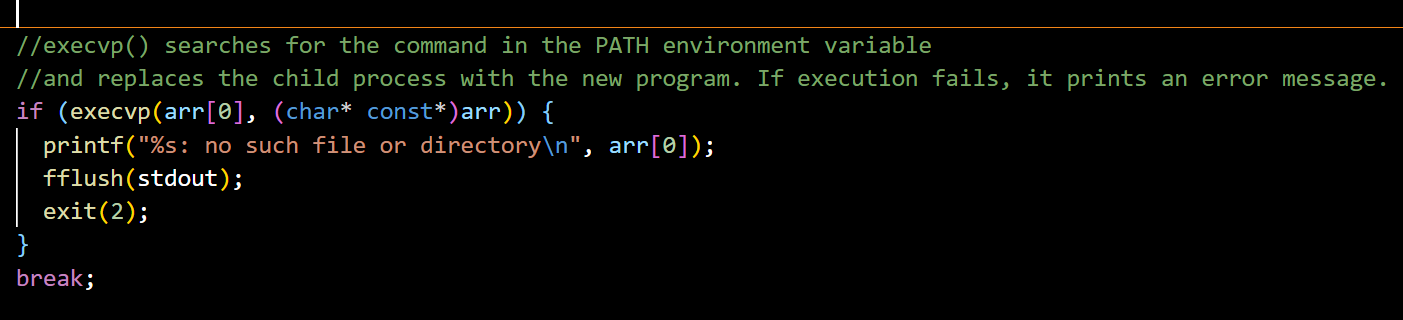 //execvp() searches for the command in the PATH environment variable
//and replaces the child process with the new program. If execution fails, it prints an error message.
if (execvp(arr[0], (char* const*)arr)) {
  printf("%s: no such file or directory\n", arr[0]);
  fflush(stdout);
  exit(2);
}
break;